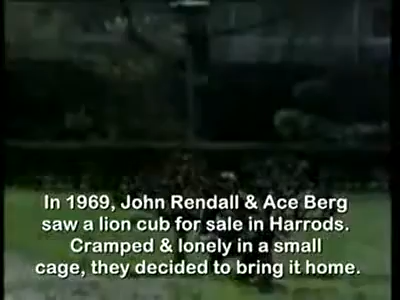 In 1969, John Rendall & Ace Berg
saw a lion cub for sale in Harrods.
Cramped & lonely in a small
cage, they decided to bring it home.